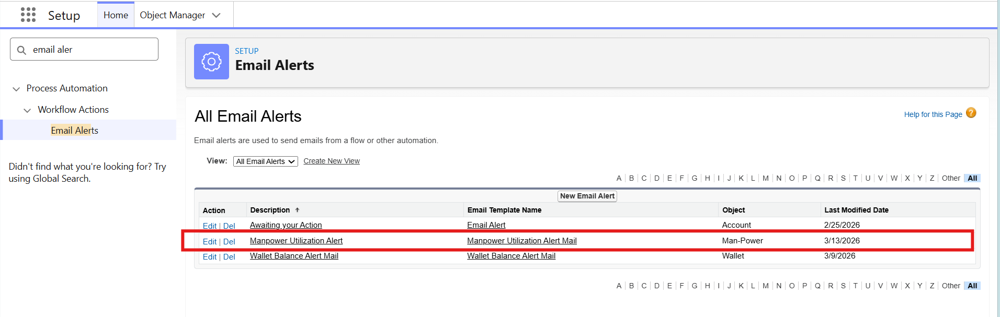 Setup Home Object Manager
email aler
SETUP
Email Alerts
Process Automation
Workflow Actions
Email Alerts
Didn't find what you're looking for? Try
using Global Search.
All Email Alerts
Help for this Page ?
Email alerts are used to send emails from a flow or other automation.
View: All Email Alerts Create New View
A | B | C | D | E | F | G | H | I | J | K | L | M | N | O | P | Q | R | S | T | U | V | W | X | Y | Z | Other All
New Email Alert
Action Description ↑ Email Template Name Object Last Modified Date
Edit | Del Awaiting your Action Email Alert Account 2/25/2026
Edit | Del Manpower Utilization Alert Manpower Utilization Alert Mail Man-Power 3/13/2026
Edit | Del Wallet Balance Alert Mail Wallet Balance Alert Mail Wallet 3/9/2026
A | B | C | D | E | F | G | H | I | J | K | L | M | N | O | P | Q | R | S | T | U | V | W | X | Y | Z | Other All